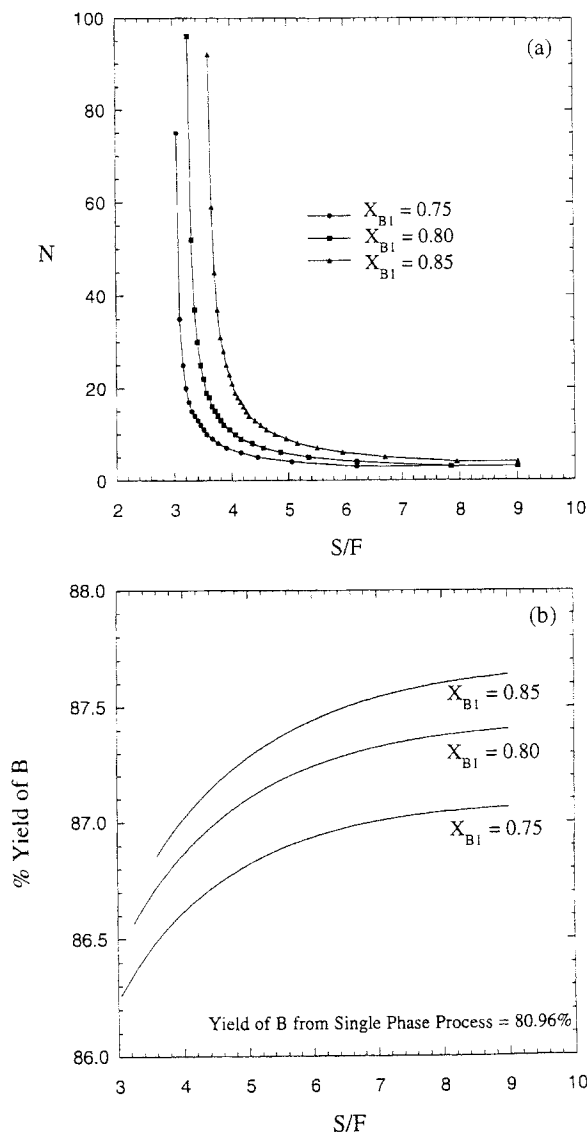 (a)
100
80
60
40
20
0
N
X_B1 = 0.75
X_B1 = 0.80
X_B1 = 0.85
2 3 4 5 6 7 8 9 10
S/F
(b)
88.0
87.5
87.0
86.5
86.0
% Yield of B
X_B1 = 0.85
X_B1 = 0.80
X_B1 = 0.75
Yield of B from Single Phase Process = 80.96%
3 4 5 6 7 8 9 10
S/F